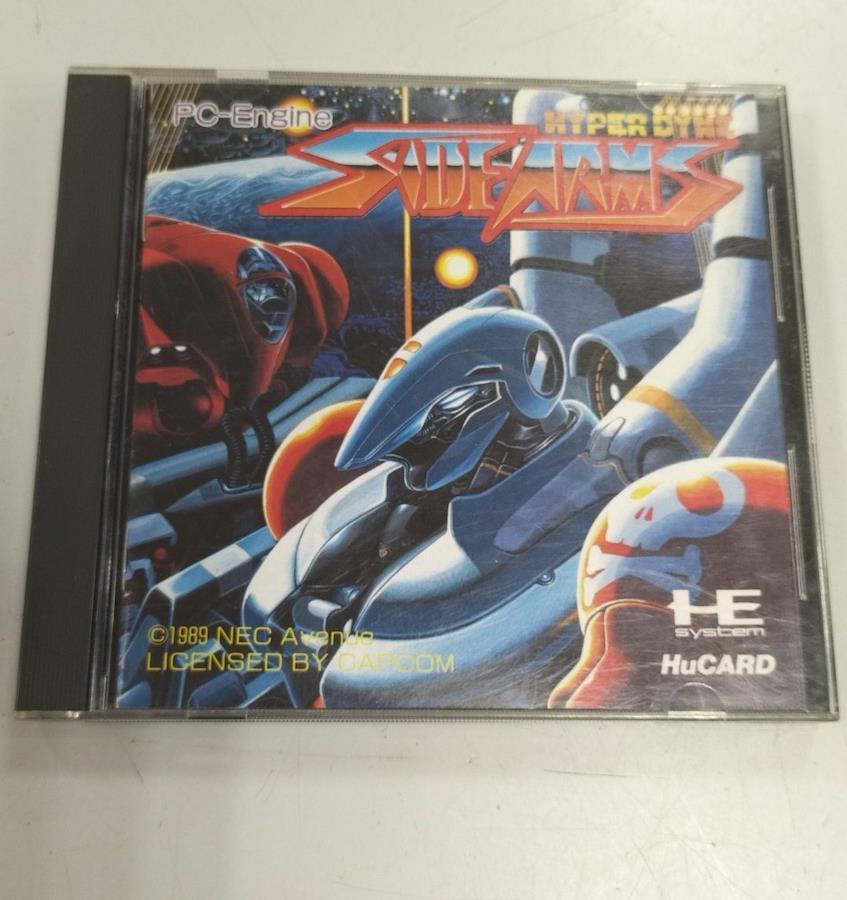 PC-Engine
HYPER DYNE
SIDE ARMS
©1989 NEC Avenue
LICENSED BY CAPCOM
HE
system
HuCARD